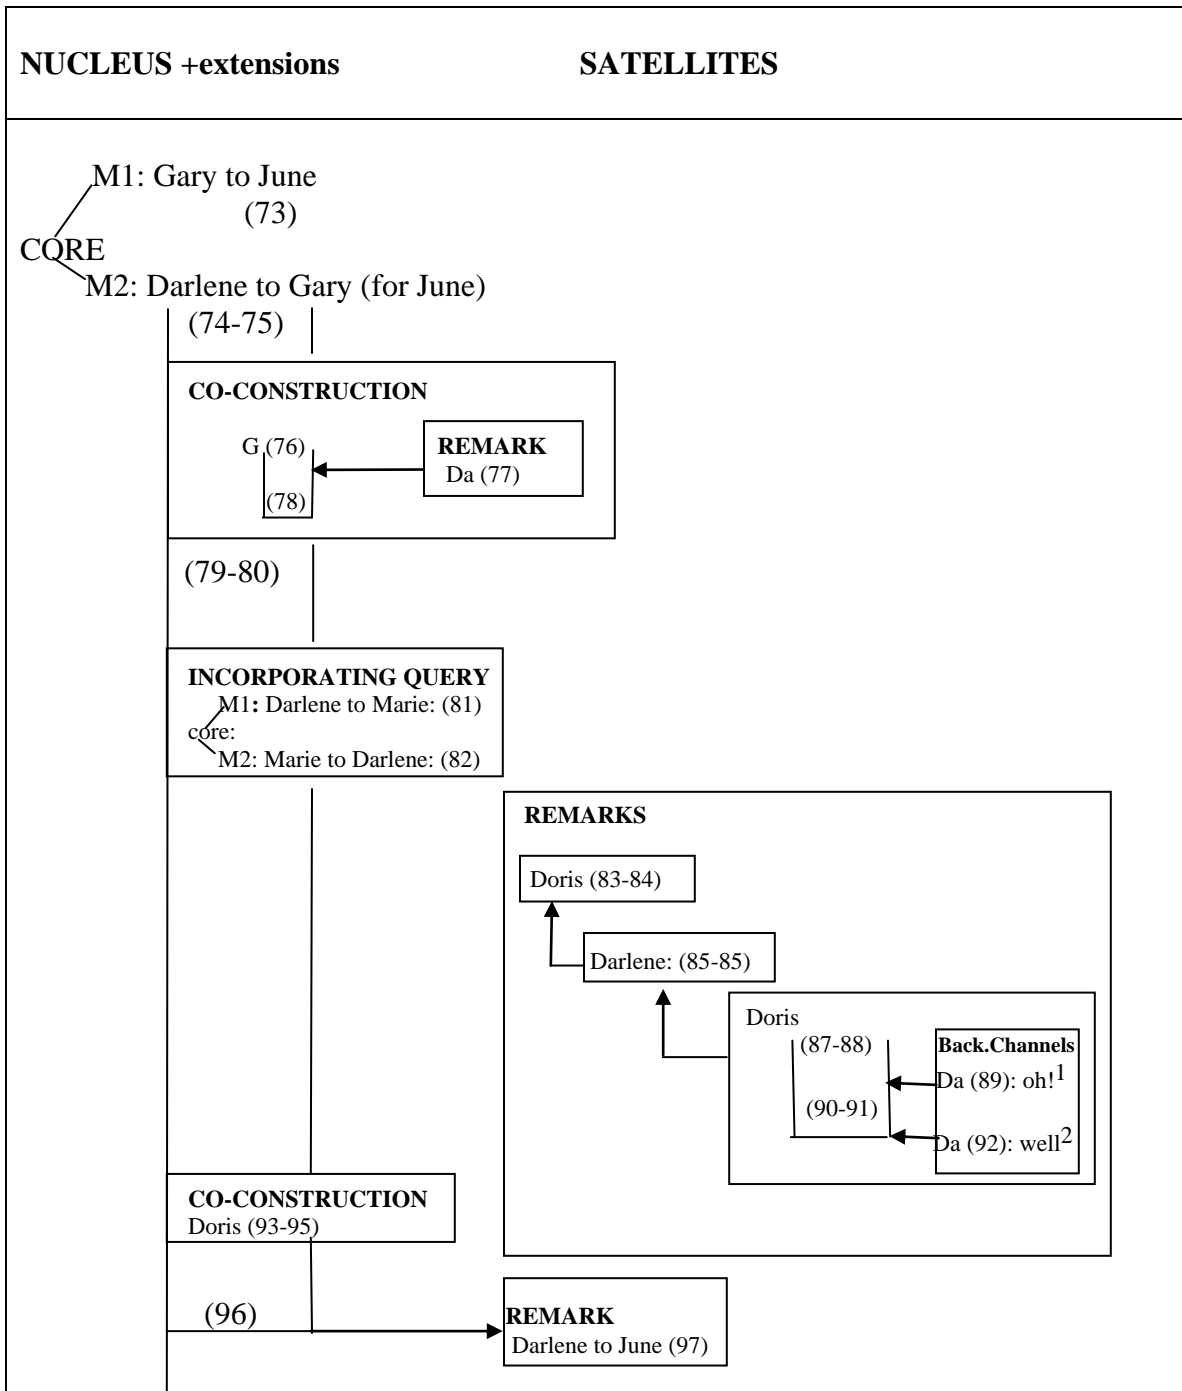 NUCLEUS +extensions SATELLITES
M1: Gary to June
(73)
CORE
M2: Darlene to Gary (for June)
(74-75)
CO-CONSTRUCTION
G (76)
REMARK
Da (77)
(78)
(79-80)
INCORPORATING QUERY
M1: Darlene to Marie: (81)
core:
M2: Marie to Darlene: (82)
REMARKS
Doris (83-84)
Darlene: (85-85)
Doris
(87-88)
Back.Channels
Da (89): oh!1
(90-91)
Da (92): well2
CO-CONSTRUCTION
Doris (93-95)
(96)
REMARK
Darlene to June (97)